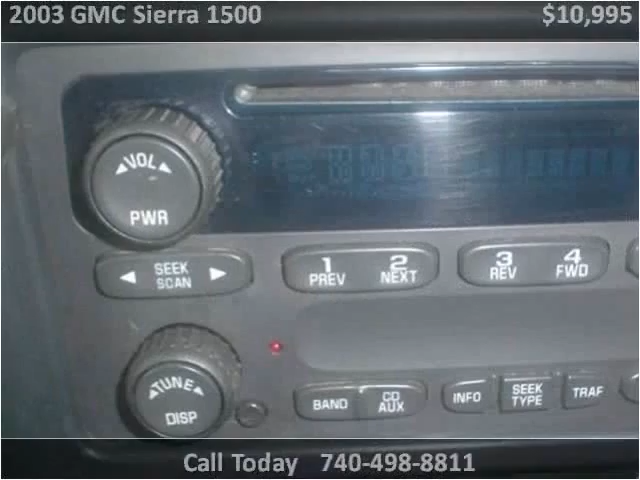 2003 GMC Sierra 1500 $10,995
VOL
PWR
SEEK
SCAN
1 2 3 4
PREV NEXT REV FWD
TUNE
DISP
BAND
CD
AUX
INFO
SEEK
TYPE
TRAF
Call Today 740-498-8811